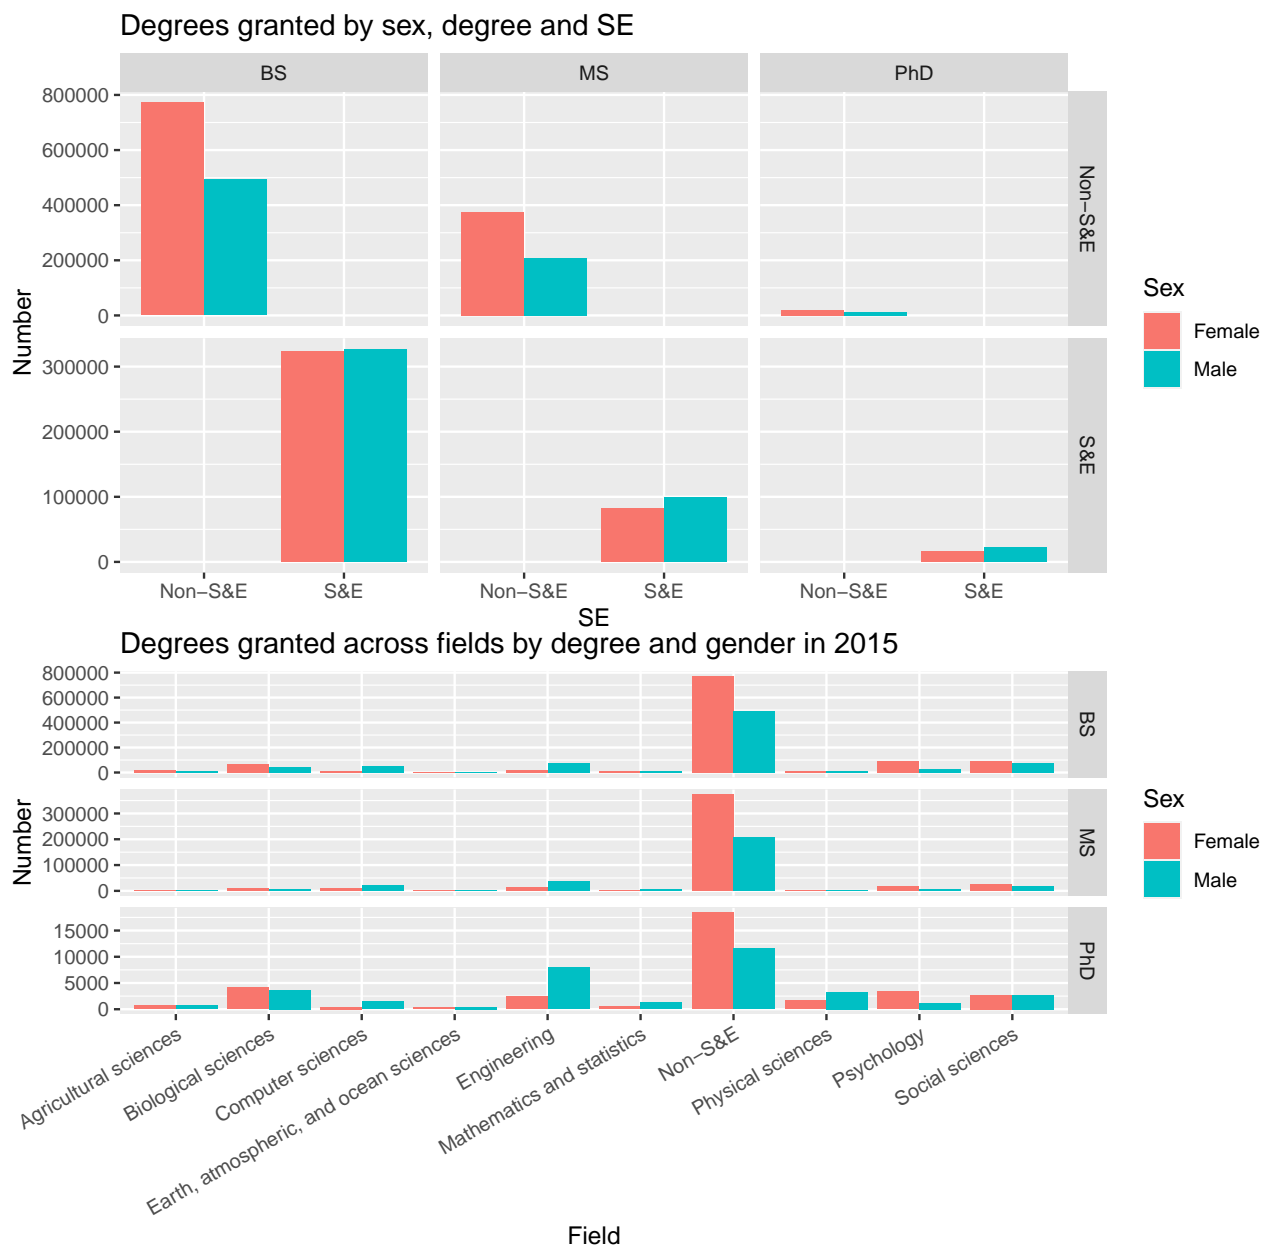 Degrees granted by sex, degree and SE
BS
MS
PhD
800000
600000
400000
200000
0
Non−S&E
300000
200000
100000
0
S&E
Number
Non−S&E
S&E
Non−S&E
S&E
Non−S&E
S&E
SE
Sex
Female
Male
Degrees granted across fields by degree and gender in 2015
800000
600000
400000
200000
0
BS
300000
200000
100000
0
MS
15000
10000
5000
0
PhD
Number
Agricultural sciences
Biological sciences
Computer sciences
Earth, atmospheric, and ocean sciences
Engineering
Mathematics and statistics
Non−S&E
Physical sciences
Psychology
Social sciences
Field
Sex
Female
Male